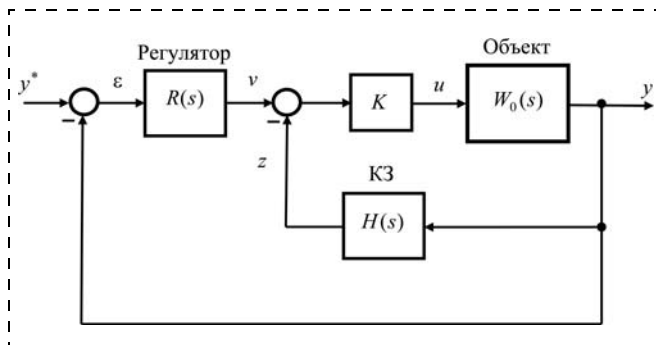 Объект
Регулятор
y* ε R(s) v K u W₀(s) y
− −
z КЗ
H(s)